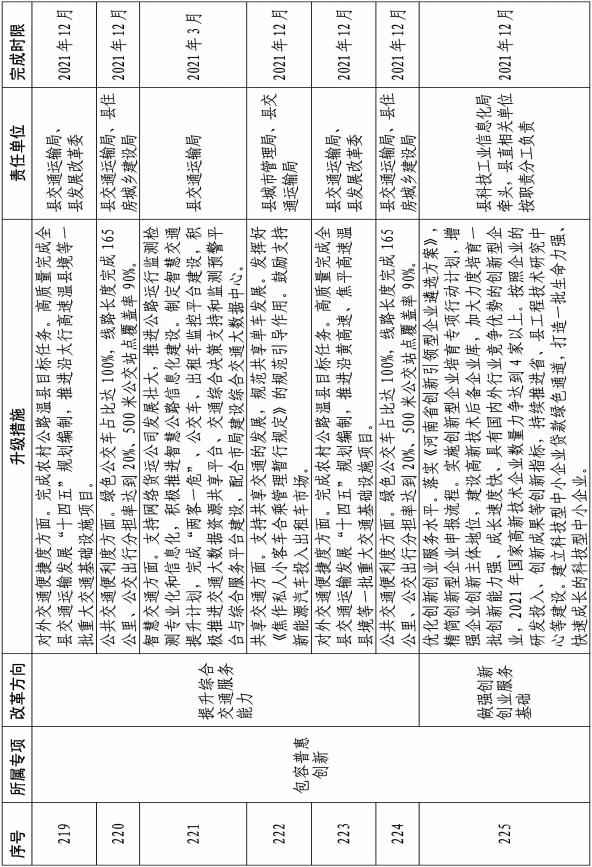 序号
所属专项
改革方向
升级措施
责任单位
完成时限
219
包容普惠
创新
提升综合
交通服务
能力
对外交通便捷度方面。完成农村公路温县目标任务。高质量完成全
县交通运输发展“十四五”规划编制，推进沿太行高速温县境等一
批重大交通基础设施项目。
县交通运输局、
县发展改革委
2021年12月
220
公共交通便利度方面。绿色公交车占比达100%，线路长度完成165
公里、公交出行分担率达到20%、500米公交站点覆盖率90%。
县交通运输局、县住
房城乡建设局
2021年12月
221
智慧交通方面。支持网络货运公司发展壮大，推进公路运行监测检
测专业化和信息化，积极推进智慧公路信息化建设。制定智慧交通
提升计划，完成“两客一危”、公交车、出租车监控平台建设，积
极推进交通大数据资源共享平台、交通综合决策支持和监测预警平
台与综合服务平台建设，配合市局建设综合交通大数据中心。
县交通运输局
2021年3月
222
共享交通方面。支持共享交通的发展，规范共享单车发展。发挥好
《焦作私人小客车合乘管理暂行规定》的规范引导作用。鼓励支持
新能源汽车投入出租车市场。
县城市管理局、县交
通运输局
2021年12月
223
对外交通便捷度方面。完成农村公路温县目标任务。高质量完成全
县交通运输发展“十四五”规划编制，推进沿黄高速、焦平高速温
县境等一批重大交通基础设施项目。
县交通运输局、
县发展改革委
2021年12月
224
公共交通便利度方面。绿色公交车占比达100%，线路长度完成165
公里、公交出行分担率达到20%、500米公交站点覆盖率90%。
县交通运输局、县住
房城乡建设局
2021年12月
225
做强创新
创业服务
基础
优化创新创业服务水平。落实《河南省创新引领型企业遴选方案》，
精简创新型企业申报流程。实施创新型企业培育专项行动计划，增
强企业创新主体地位，建设高新技术后备企业库，加大力度培育一
批创新能力强、成长速度快、具有国内外行业竞争优势的创新型企
业，2021年国家高新技术企业数量力争达到4家以上。按照企业的
研发投入、创新成果等创新指标，持续推进省、县工程技术研究中
心等建设。建立科技型中小企业贷款绿色通道，打造一批生命力强、
快速成长的科技型中小企业。
县科技工业信息化局
牵头，县直相关单位
按职责分工负责
2021年12月